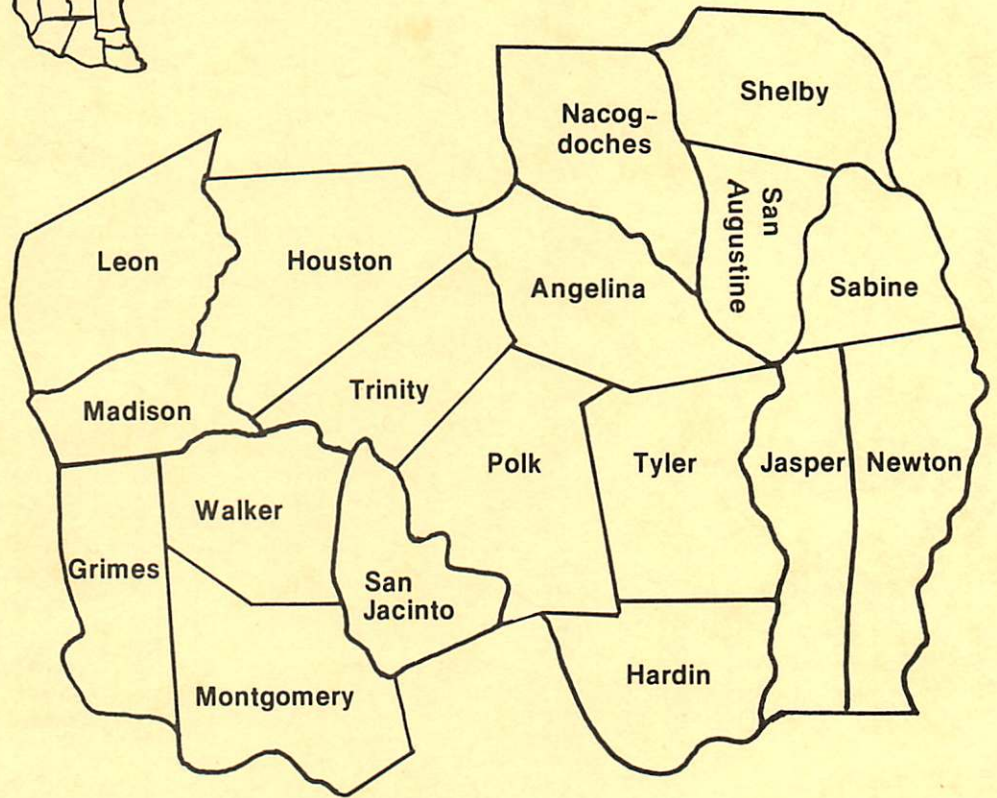 Shelby
Nacog-
doches
San
Augustine
Leon
Houston
Angelina
Sabine
Madison
Trinity
Polk
Tyler
Jasper
Newton
Walker
Grimes
San
Jacinto
Hardin
Montgomery